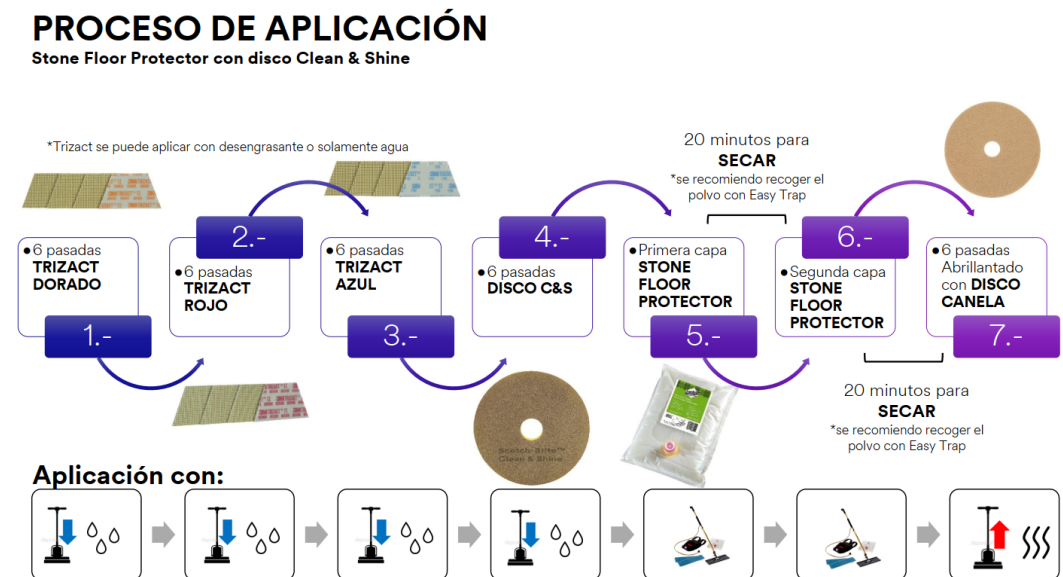 PROCESO DE APLICACIÓN
Stone Floor Protector con disco Clean & Shine
*Trizact se puede aplicar con desengrasante o solamente agua
20 minutos para
SECAR
*se recomiendo recoger el
polvo con Easy Trap
●6 pasadas
TRIZACT
DORADO
1.-
2.-
●6 pasadas
TRIZACT
ROJO
●6 pasadas
TRIZACT
AZUL
3.-
4.-
●6 pasadas
DISCO C&S
●Primera capa
STONE
FLOOR
PROTECTOR
5.-
6.-
●Segunda capa
STONE
FLOOR
PROTECTOR
●6 pasadas
Abrillantado
con DISCO
CANELA
7.-
Scotch-Brite™
Clean & Shine
20 minutos para
SECAR
*se recomiendo recoger el
polvo con Easy Trap
Aplicación con: